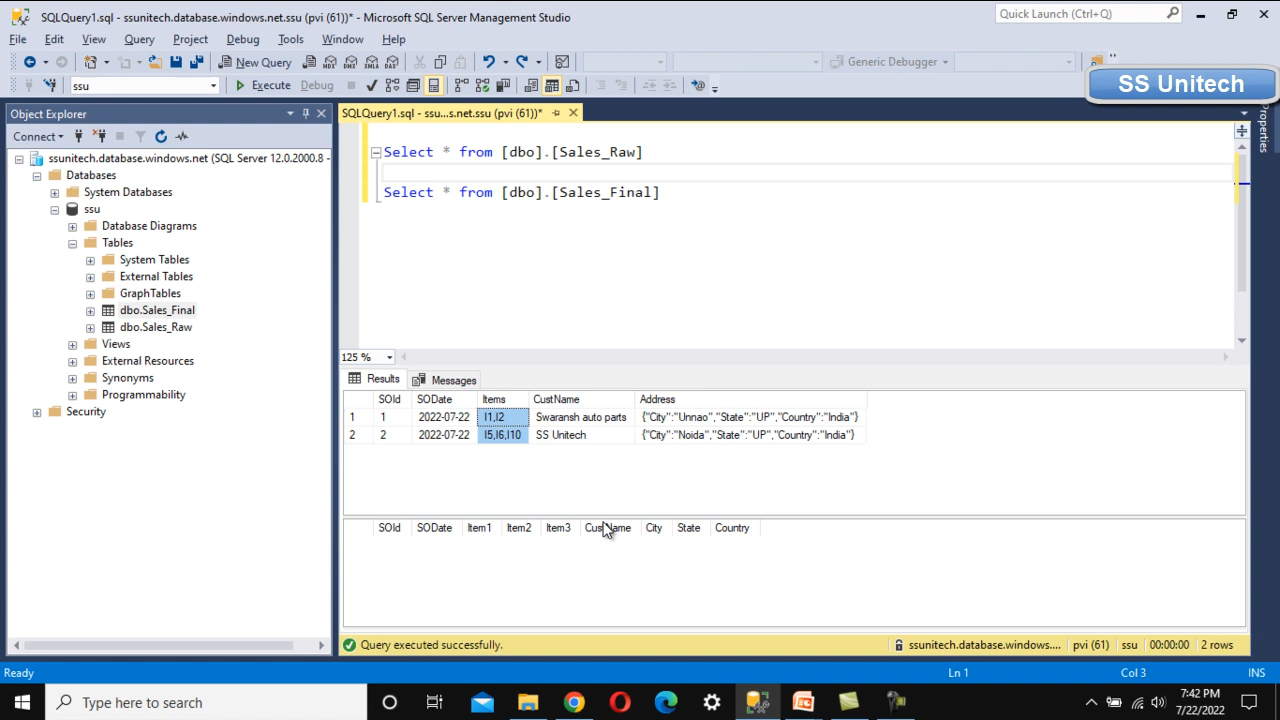 SQLQuery1.sql - ssunitech.database.windows.net.ssu (pvi (61))* - Microsoft SQL Server Management Studio
Quick Launch (Ctrl+Q)
File Edit View Query Project Debug Tools Window Help
New Query
Generic Debugger
ssu
Execute Debug
SS Unitech
Object Explorer
SQLQuery1.sql - ssu...s.net.ssu (pvi (61))*
Properties
Connect
ssunitech.database.windows.net (SQL Server 12.0.2000.8 -
Databases
System Databases
ssu
Database Diagrams
Tables
System Tables
External Tables
GraphTables
dbo.Sales_Final
dbo.Sales_Raw
Views
External Resources
Synonyms
Programmability
Security
Select * from [dbo].[Sales_Raw]
Select * from [dbo].[Sales_Final]
125 %
Results Messages
SOId SODate Items CustName Address
1 1 2022-07-22 I1,I2 Swaransh auto parts {"City":"Unnao","State":"UP","Country":"India"}
2 2 2022-07-22 I5,I6,I10 SS Unitech {"City":"Noida","State":"UP","Country":"India"}
SOId SODate Item1 Item2 Item3 CustName City State Country
Query executed successfully.
ssunitech.database.windows.... pvi (61) ssu 00:00:00 2 rows
Ready Ln 1 Col 3 INS
Type here to search
7:42 PM
7/22/2022